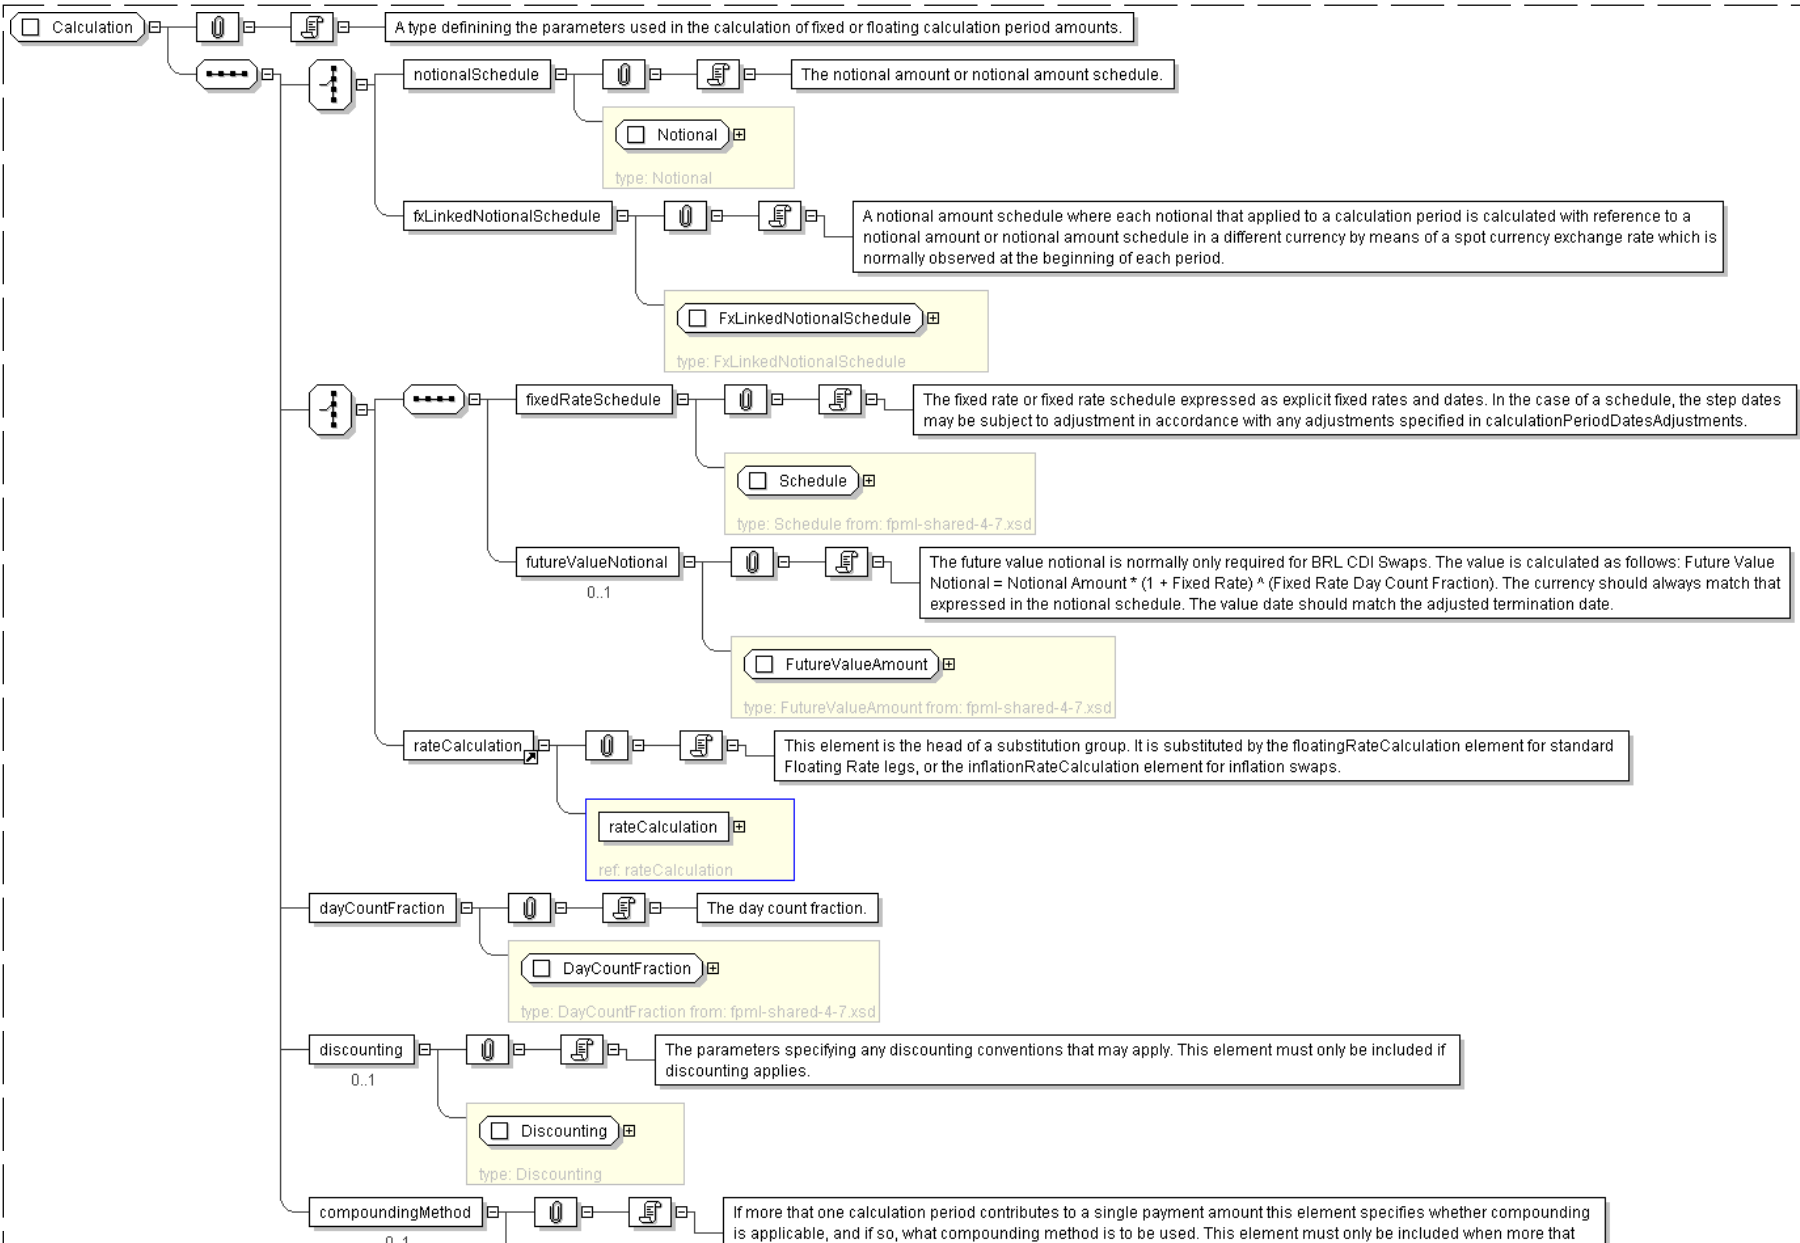 Calculation
A type definining the parameters used in the calculation of fixed or floating calculation period amounts.
notionalSchedule
The notional amount or notional amount schedule.
Notional
type: Notional
fxLinkedNotionalSchedule
A notional amount schedule where each notional that applied to a calculation period is calculated with reference to a
notional amount or notional amount schedule in a different currency by means of a spot currency exchange rate which is
normally observed at the beginning of each period.
FxLinkedNotionalSchedule
type: FxLinkedNotionalSchedule
fixedRateSchedule
The fixed rate or fixed rate schedule expressed as explicit fixed rates and dates. In the case of a schedule, the step dates
may be subject to adjustment in accordance with any adjustments specified in calculationPeriodDatesAdjustments.
Schedule
type: Schedule from: fpml-shared-4-7.xsd
futureValueNotional
0..1
The future value notional is normally only required for BRL CDI Swaps. The value is calculated as follows: Future Value
Notional = Notional Amount * (1 + Fixed Rate) ^ (Fixed Rate Day Count Fraction). The currency should always match that
expressed in the notional schedule. The value date should match the adjusted termination date.
FutureValueAmount
type: FutureValueAmount from: fpml-shared-4-7.xsd
rateCalculation
This element is the head of a substitution group. It is substituted by the floatingRateCalculation element for standard
Floating Rate legs, or the inflationRateCalculation element for inflation swaps.
rateCalculation
ref: rateCalculation
dayCountFraction
The day count fraction.
DayCountFraction
type: DayCountFraction from: fpml-shared-4-7.xsd
discounting
0..1
The parameters specifying any discounting conventions that may apply. This element must only be included if
discounting applies.
Discounting
type: Discounting
compoundingMethod
0..1
If more that one calculation period contributes to a single payment amount this element specifies whether compounding
is applicable, and if so, what compounding method is to be used. This element must only be included when more that